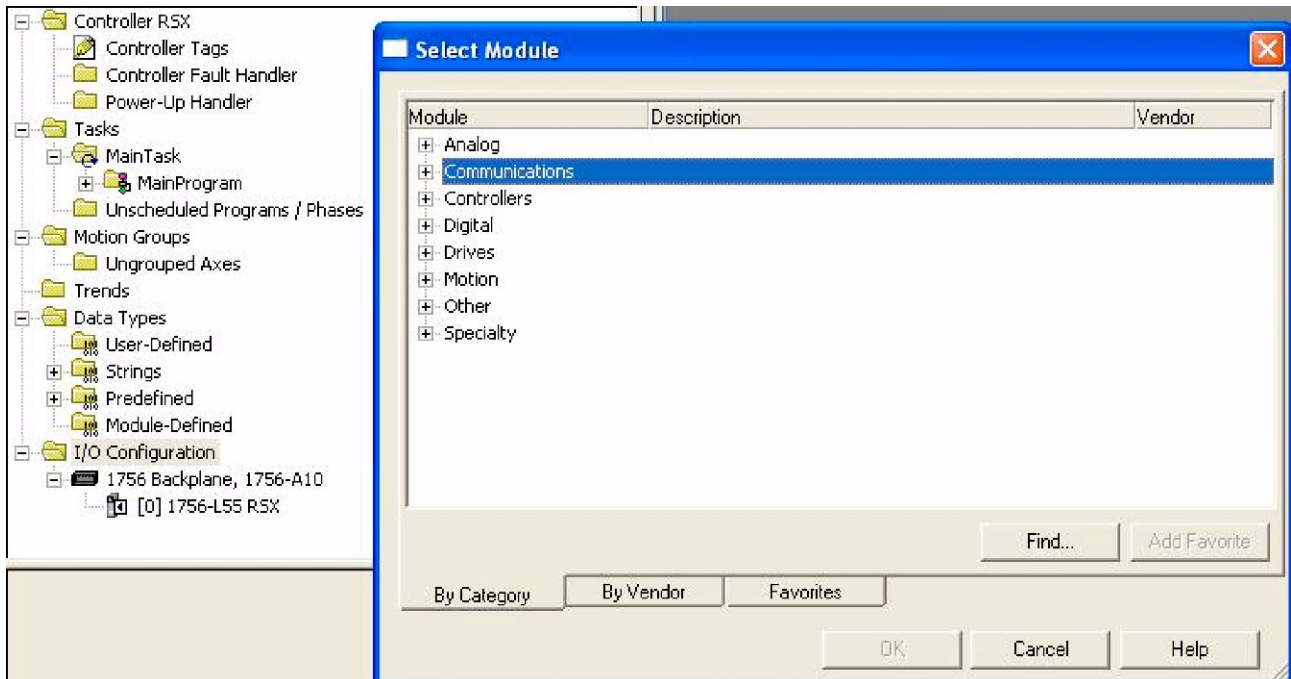 Controller RSX
Controller Tags
Controller Fault Handler
Power-Up Handler
Tasks
MainTask
MainProgram
Unscheduled Programs / Phases
Motion Groups
Ungrouped Axes
Trends
Data Types
User-Defined
Strings
Predefined
Module-Defined
I/O Configuration
1756 Backplane, 1756-A10
[0] 1756-L55 RSX
Select Module
Module Description Vendor
Analog
Communications
Controllers
Digital
Drives
Motion
Other
Specialty
Find... Add Favorite
By Category By Vendor Favorites
OK Cancel Help